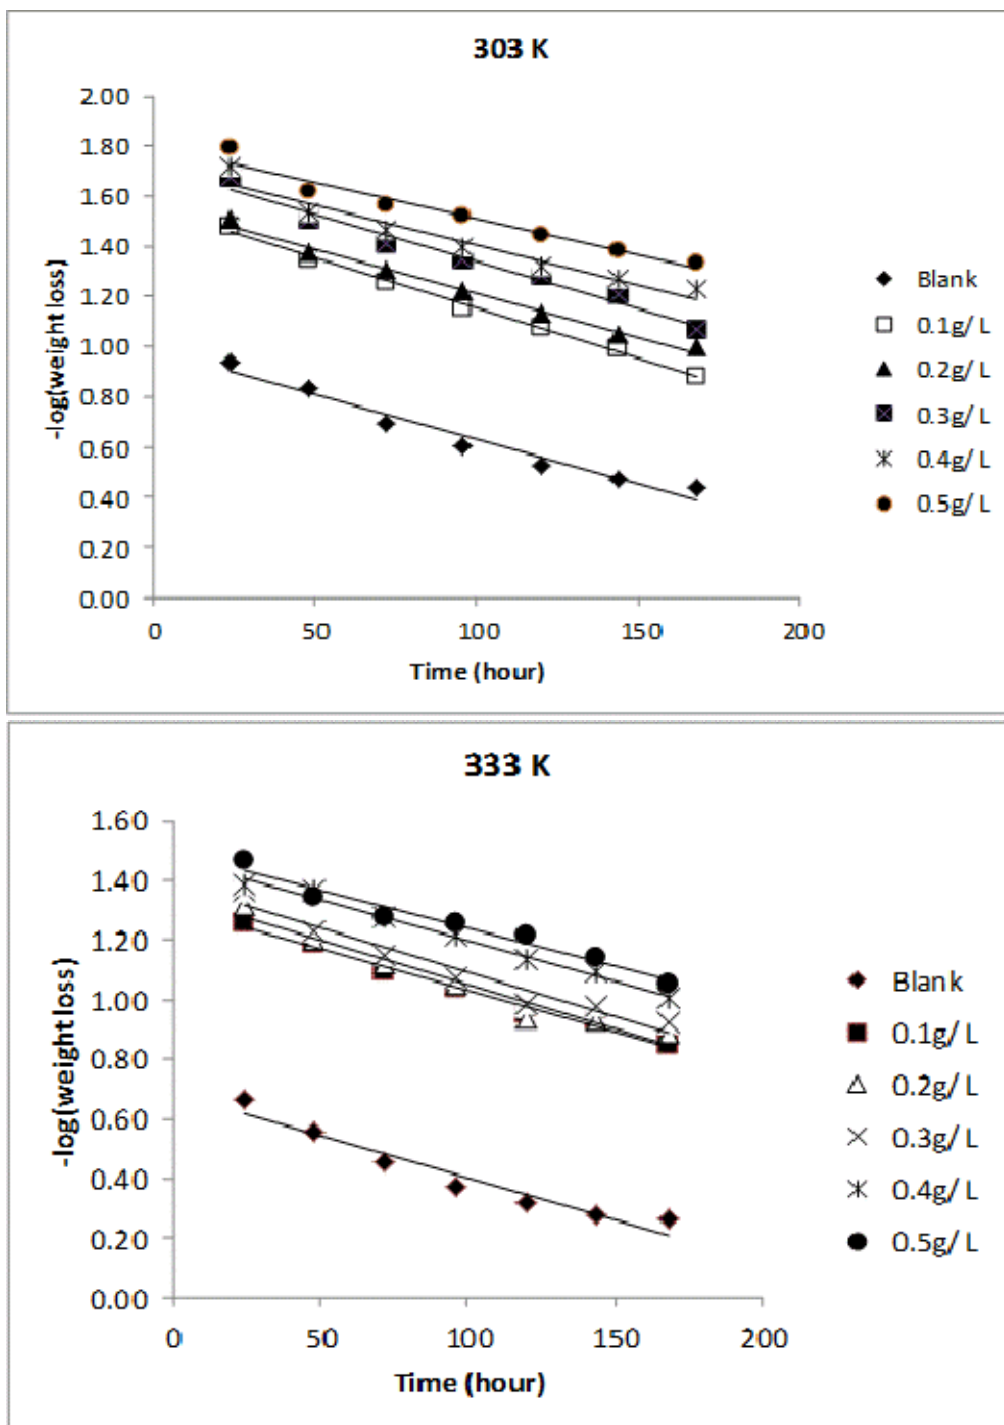 303 K
-log(weight loss)
2.00
1.80
1.60
1.40
1.20
1.00
0.80
0.60
0.40
0.20
0.00
0 50 100 150 200
Time (hour)
Blank
0.1g/ L
0.2g/ L
0.3g/ L
0.4g/ L
0.5g/ L
333 K
-log(weight loss)
1.60
1.40
1.20
1.00
0.80
0.60
0.40
0.20
0.00
0 50 100 150 200
Time (hour)
Blank
0.1g/ L
0.2g/ L
0.3g/ L
0.4g/ L
0.5g/ L